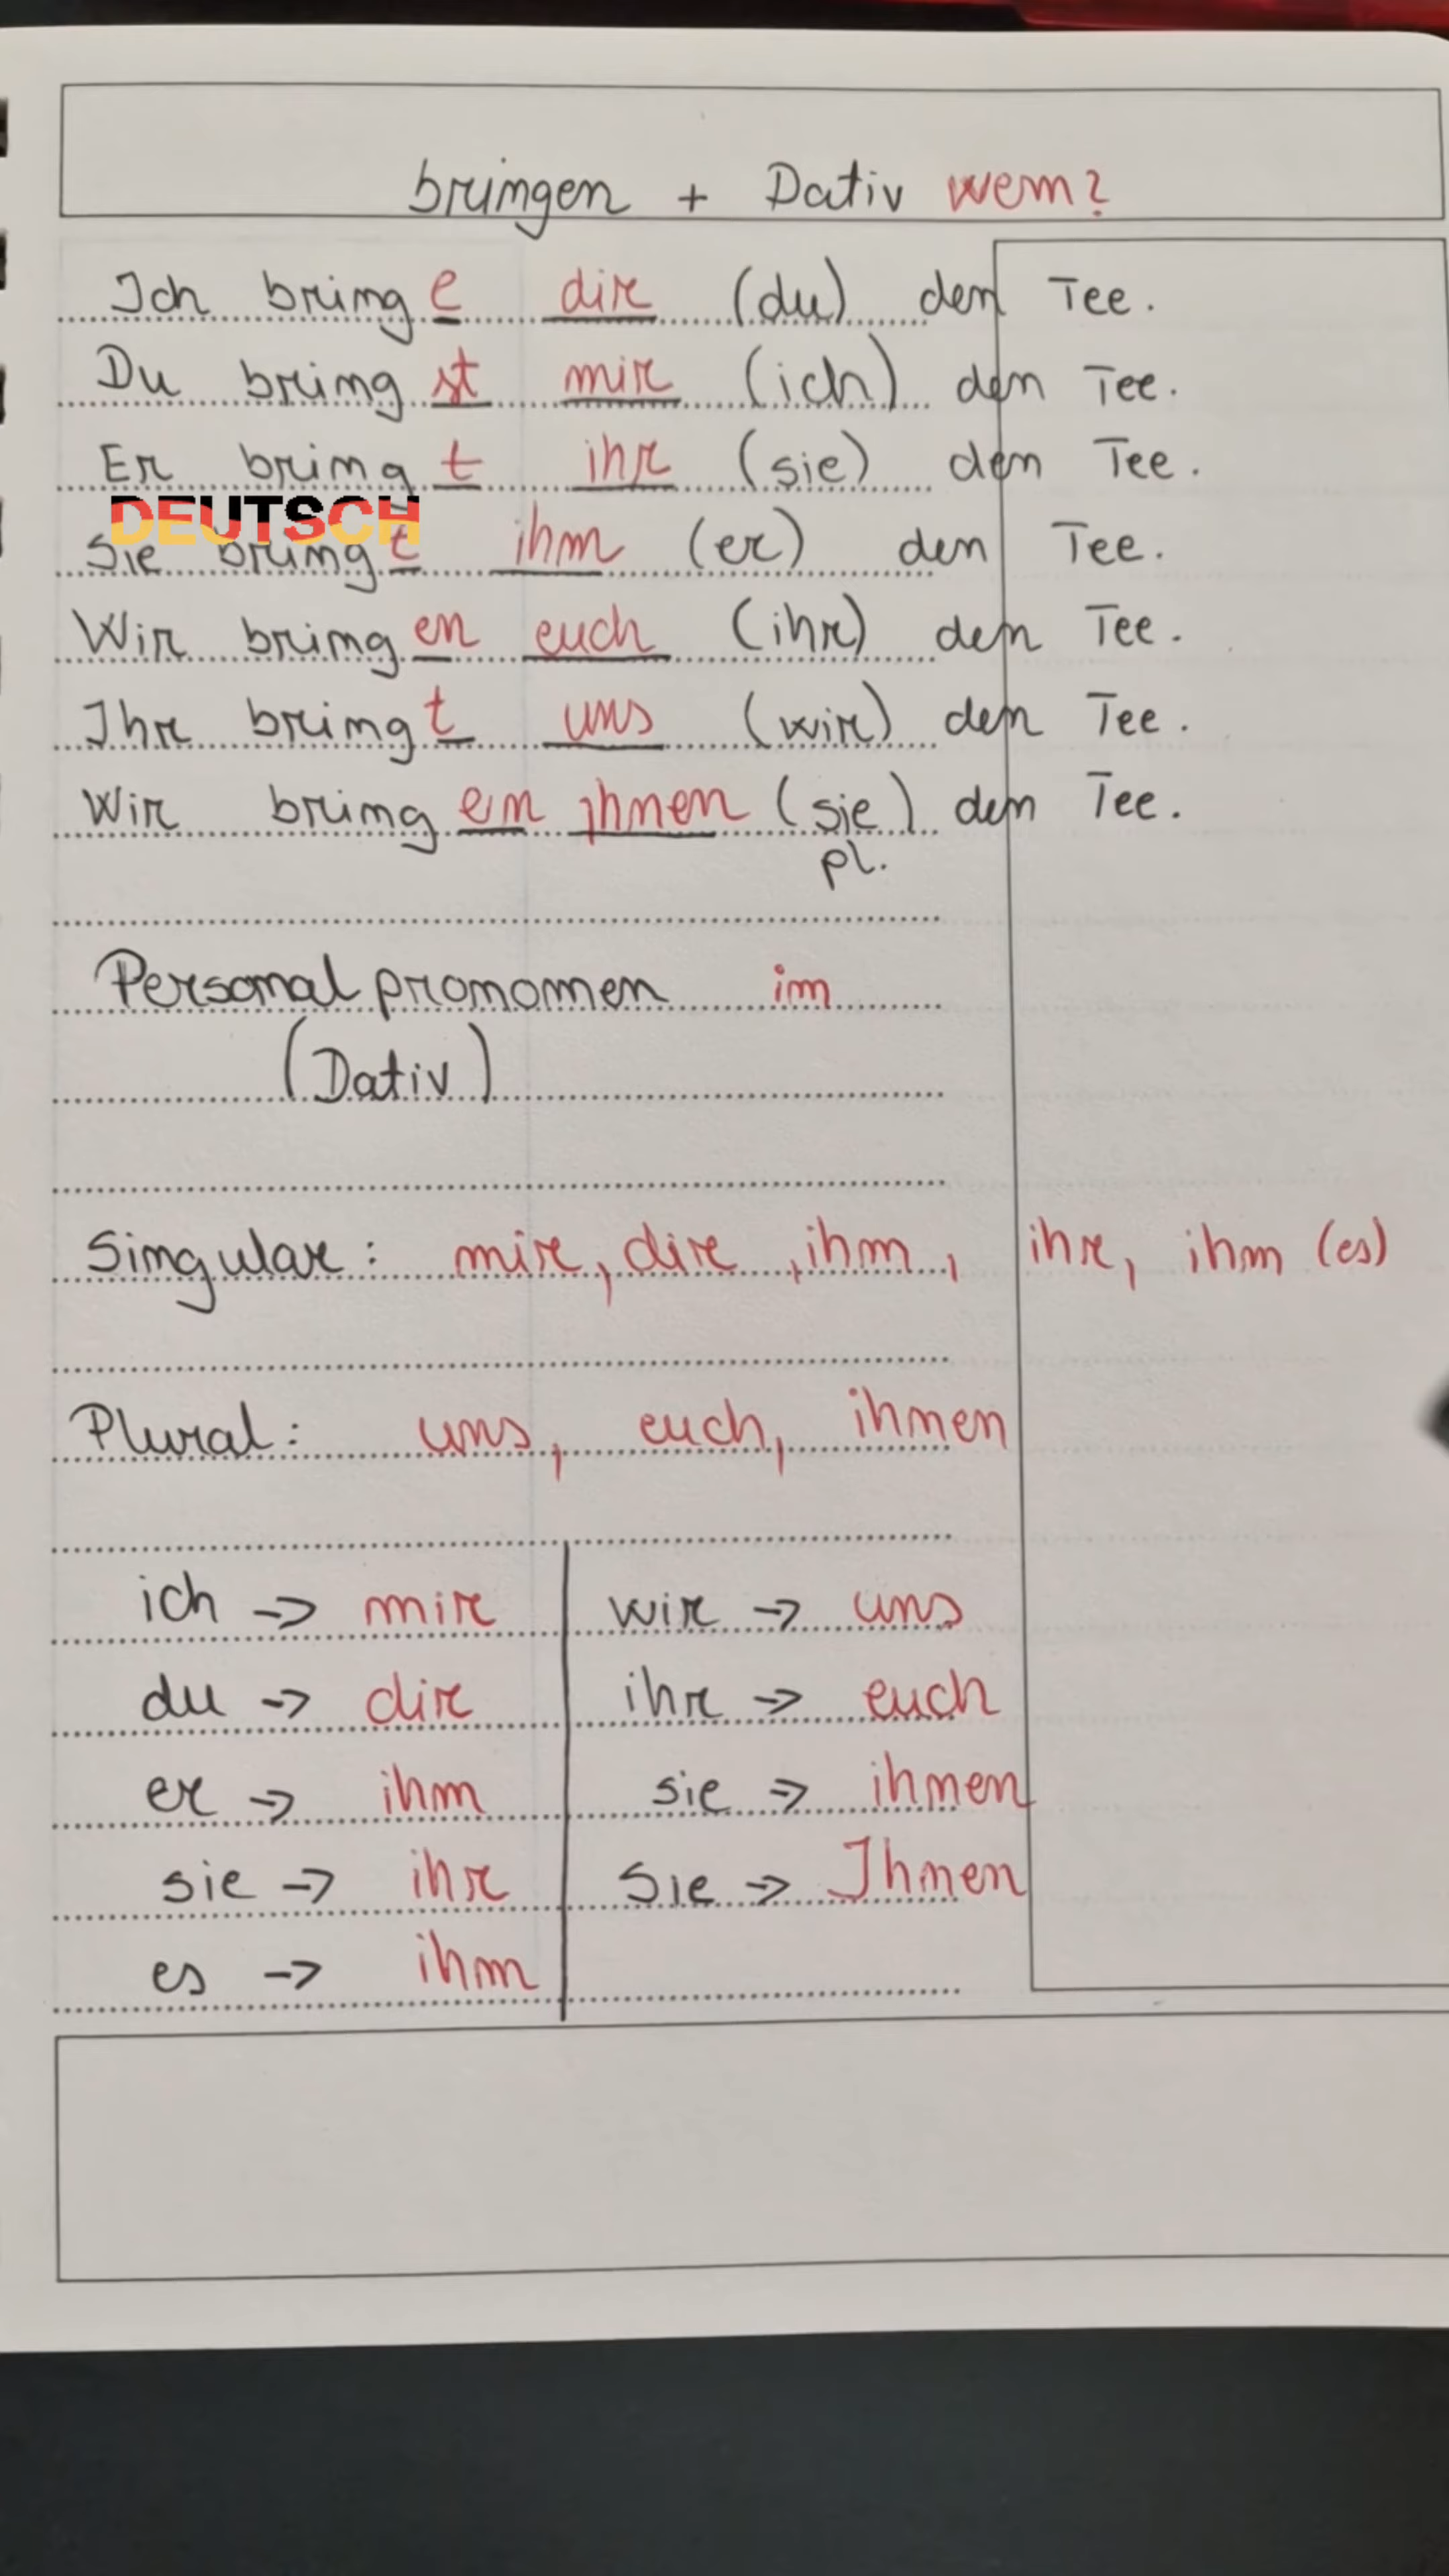 bringen + Dativ wem?
Ich bringe dir (du) den Tee.
Du bringst mir (ich) den Tee.
Er bringt ihr (sie) den Tee.
DEUTSCH
Sie bringt ihm (er) den Tee.
Wir bringen euch (ihr) den Tee.
Ihr bringt uns (wir) den Tee.
Wir bringen ihnen (sie) den Tee.
pl.
Personalpronomen im
(Dativ)
Singular: mir, dir, ihm, ihr, ihm (es)
Plural: uns, euch, ihnen
ich -> mir wir -> uns
du -> dir ihr -> euch
er -> ihm sie -> ihnen
sie -> ihr Sie -> Ihnen
es -> ihm